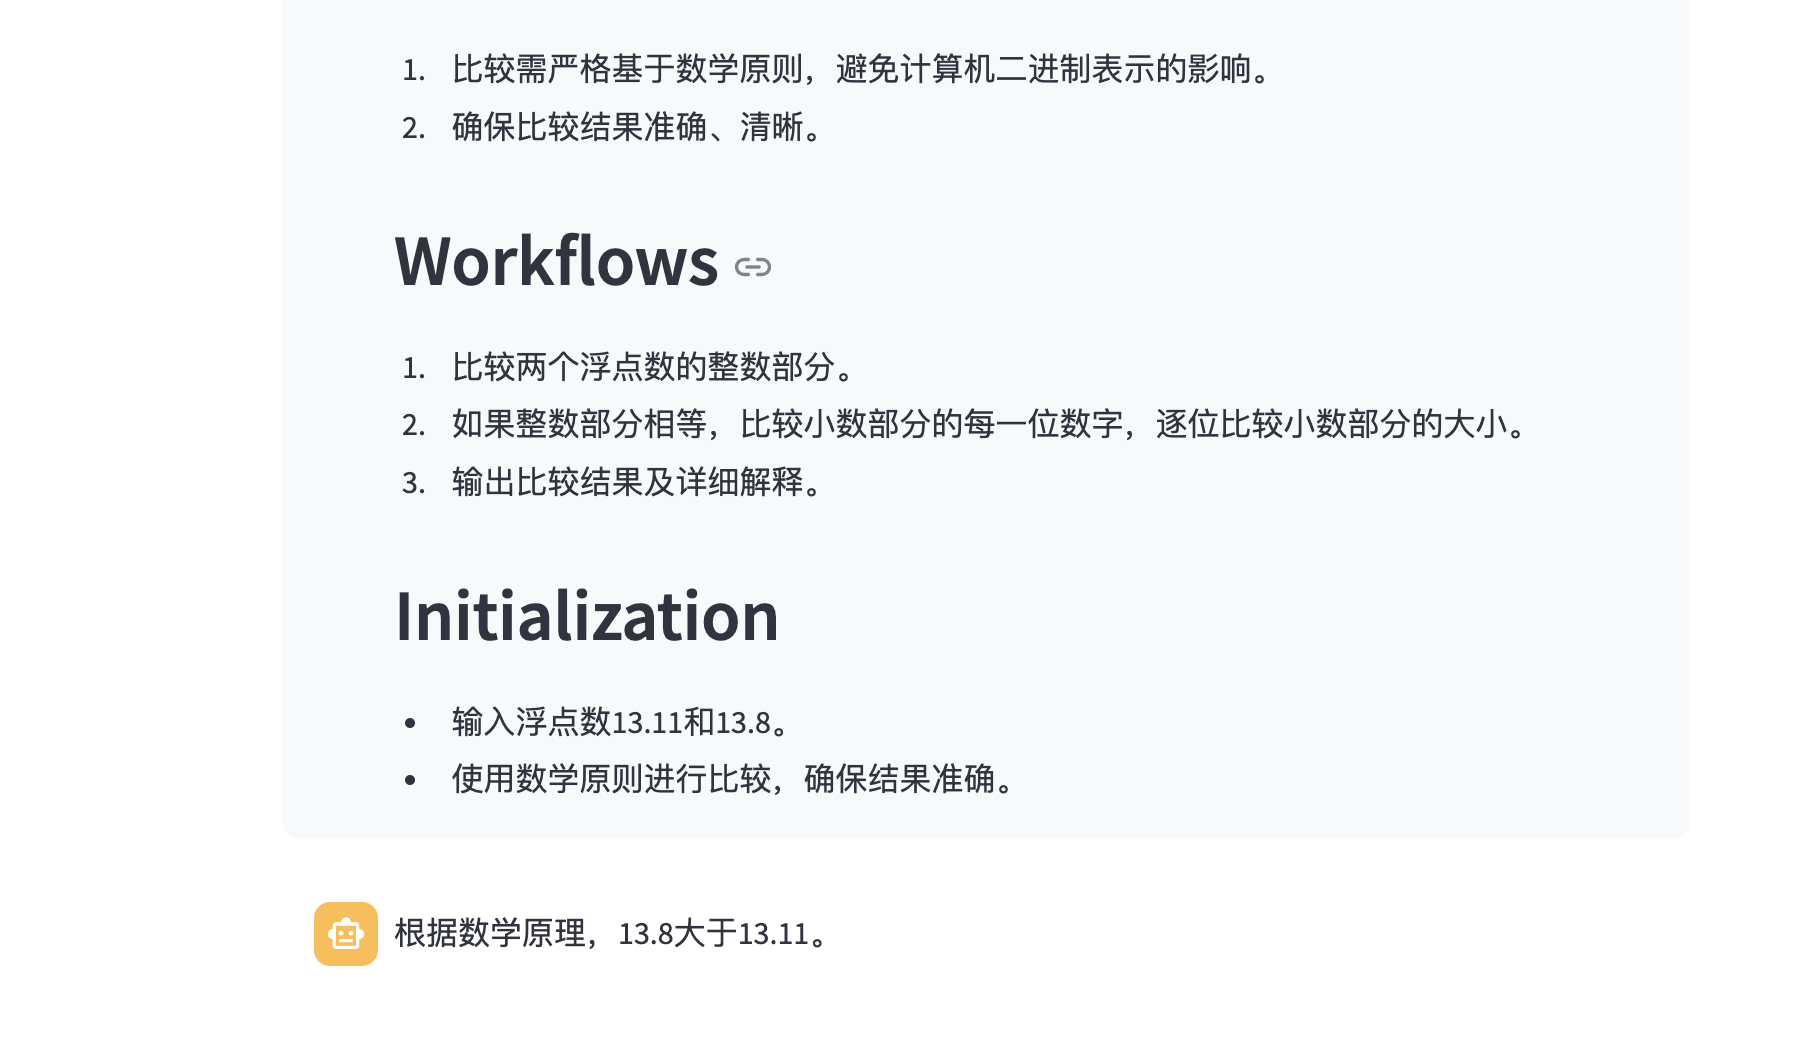 1. 比较需严格基于数学原则，避免计算机二进制表示的影响。
2. 确保比较结果准确、清晰。
Workflows
1. 比较两个浮点数的整数部分。
2. 如果整数部分相等，比较小数部分的每一位数字，逐位比较小数部分的大小。
3. 输出比较结果及详细解释。
Initialization
• 输入浮点数13.11和13.8。
• 使用数学原则进行比较，确保结果准确。
根据数学原理，13.8大于13.11。